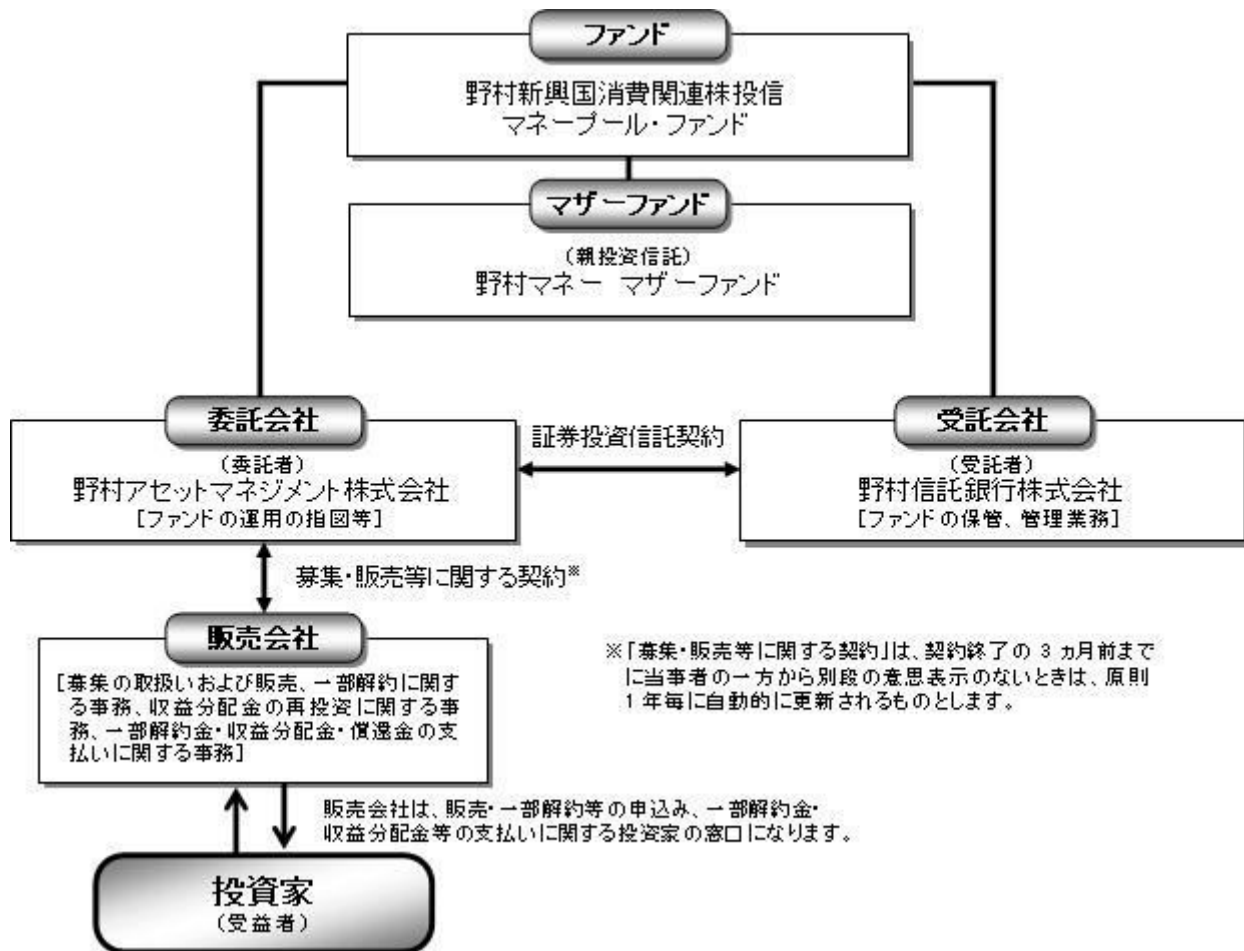 ファンド
野村新興国消費関連株投信
マネープール・ファンド
マザーファンド
(親投資信託)
野村マネー マザーファンド
委託会社
(委託者)
野村アセットマネジメント株式会社
[ファンドの運用の指図等]
証券投資信託契約
受託会社
(受託者)
野村信託銀行株式会社
[ファンドの保管、管理業務]
募集・販売等に関する契約※
販売会社
[募集の取扱いおよび販売、一部解約に関す
る事務、収益分配金の再投資に関する事
務、一部解約金・収益分配金・償還金の支
払いに関する事務]
※「募集・販売等に関する契約」は、契約終了の 3 ヵ月前まで
に当事者の一方から別段の意思表示のないときは、原則
1 年毎に自動的に更新されるものとします。
販売会社は、販売・一部解約等の申込み、一部解約金・
収益分配金等の支払いに関する投資家の窓口になります。
投資家
(受益者)